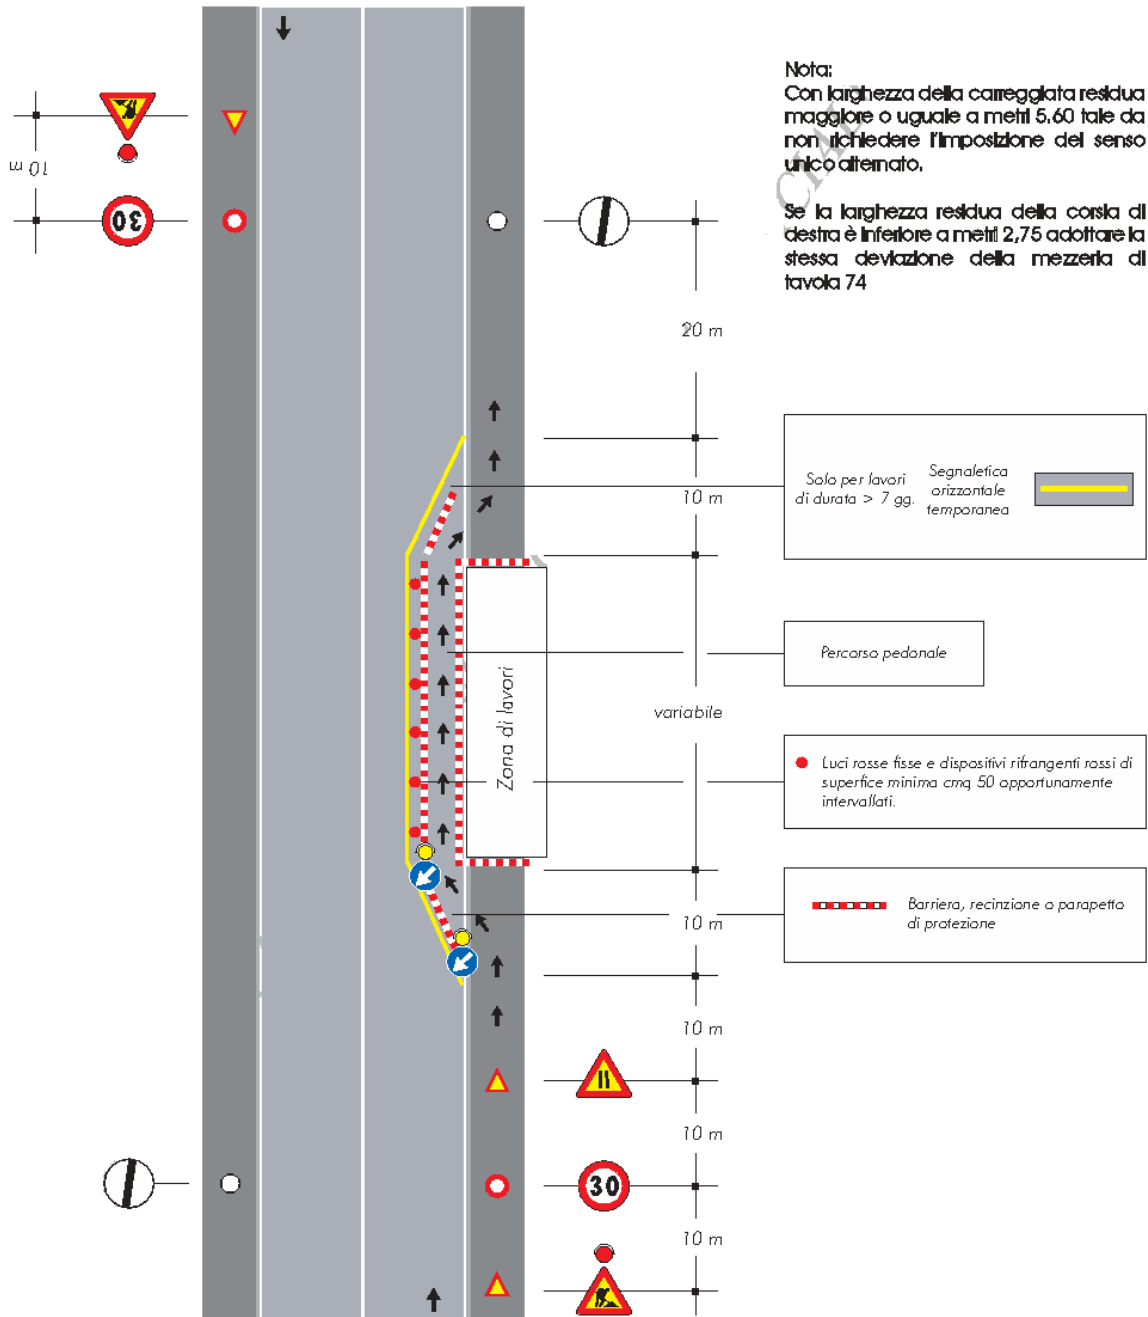 Nota:
Con larghezza della carreggiata residua
maggiore o uguale a metri 5.60 tale da
non richiedere l'imposizione del senso
unico alternato.
Se la larghezza residua della corsia di
destra è inferiore a metri 2,75 adottare la
stessa deviazione della mezzeria di
tavola 74
CIAL
10 m
30
20 m
10 m
Solo per lavori
di durata > 7 gg.
Segnaletica
orizzontale
temporanea
Percorso pedonale
variabile
Zona di lavori
Luci rosse fisse e dispositivi rifrangenti rossi di
superfice minima cmq 50 opportunamente
intervallati.
10 m
Barriera, recinzione o parapetto
di protezione
10 m
10 m
30
10 m